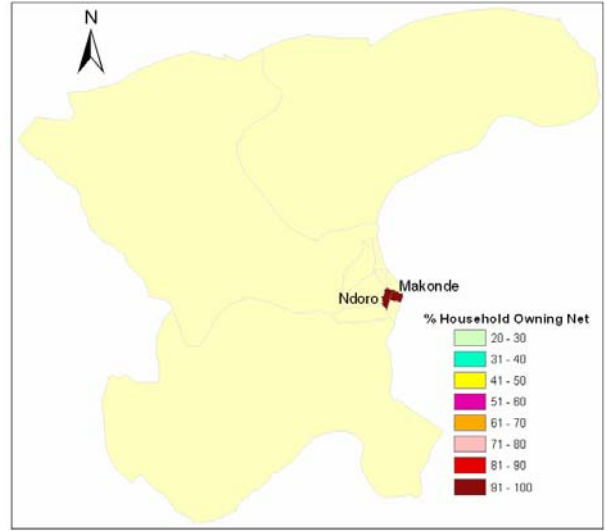 N
Makonde
Ndoro
% Household Owning Net
20 - 30
31 - 40
41 - 50
51 - 60
61 - 70
71 - 80
81 - 90
91 - 100